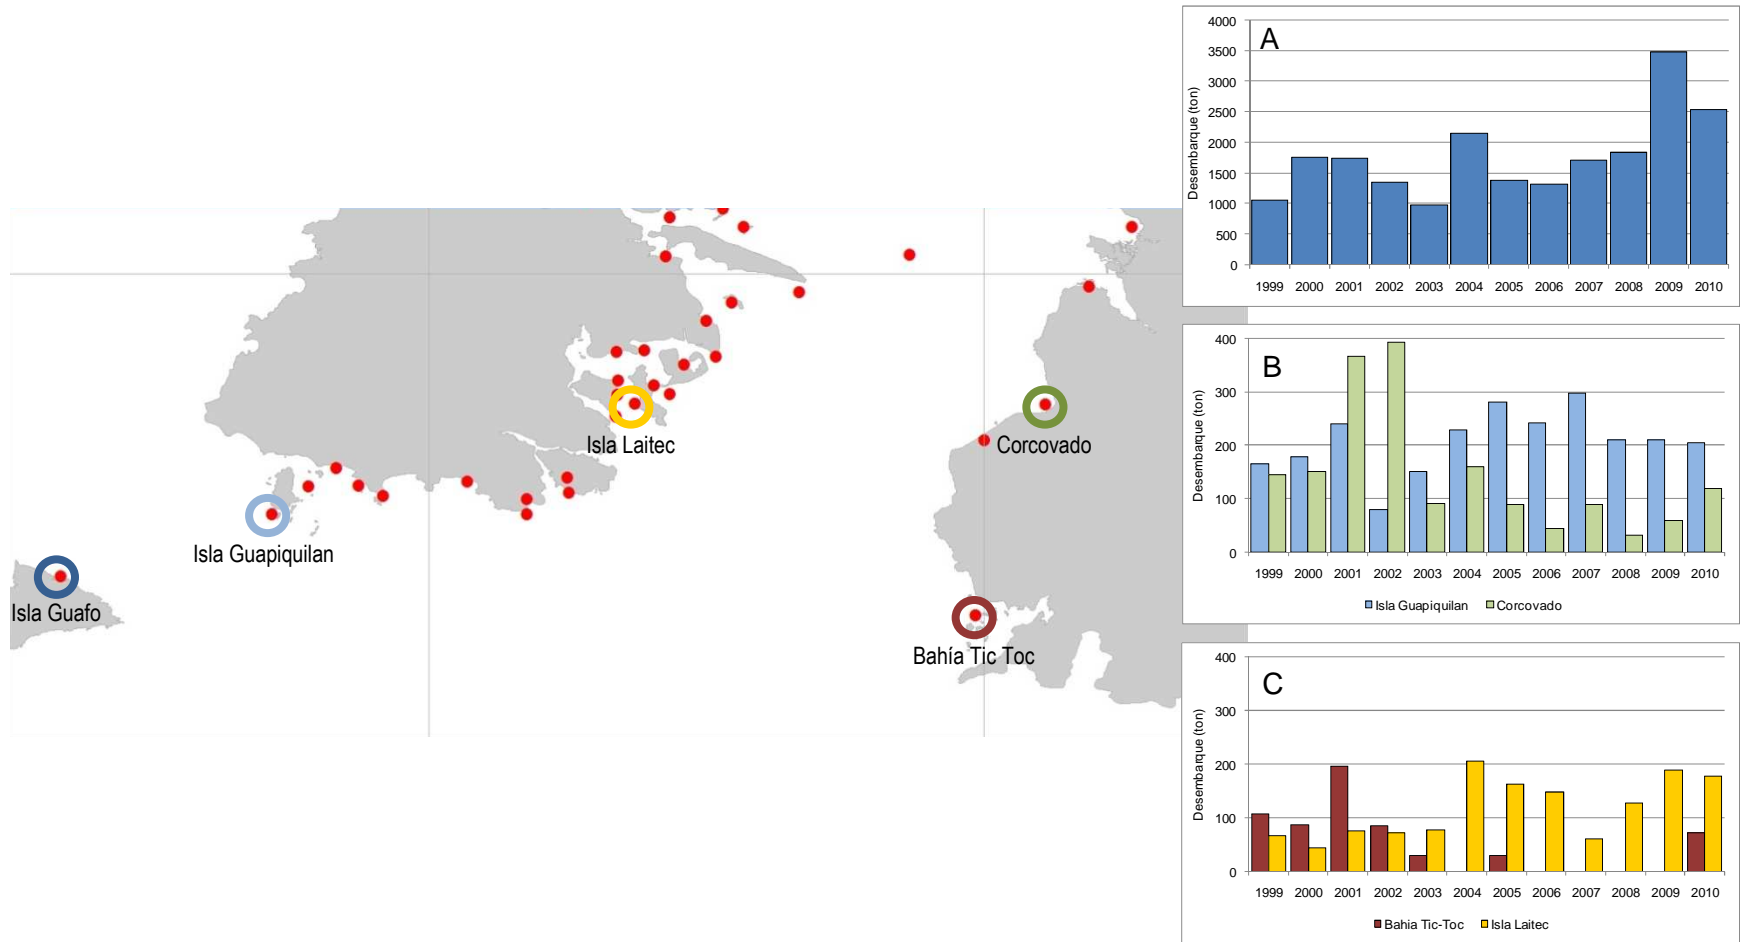 Isla Laitec
Corcovado
Isla Guapiquilan
Isla Guafo
Bahía Tic Toc
A
Desembarque (ton)
4000
3500
3000
2500
2000
1500
1000
500
0
1999 2000 2001 2002 2003 2004 2005 2006 2007 2008 2009 2010
B
Desembarque (ton)
400
300
200
100
0
1999 2000 2001 2002 2003 2004 2005 2006 2007 2008 2009 2010
Isla Guapiquilan Corcovado
C
Desembarque (ton)
400
300
200
100
0
1999 2000 2001 2002 2003 2004 2005 2006 2007 2008 2009 2010
Bahia Tic-Toc Isla Laitec